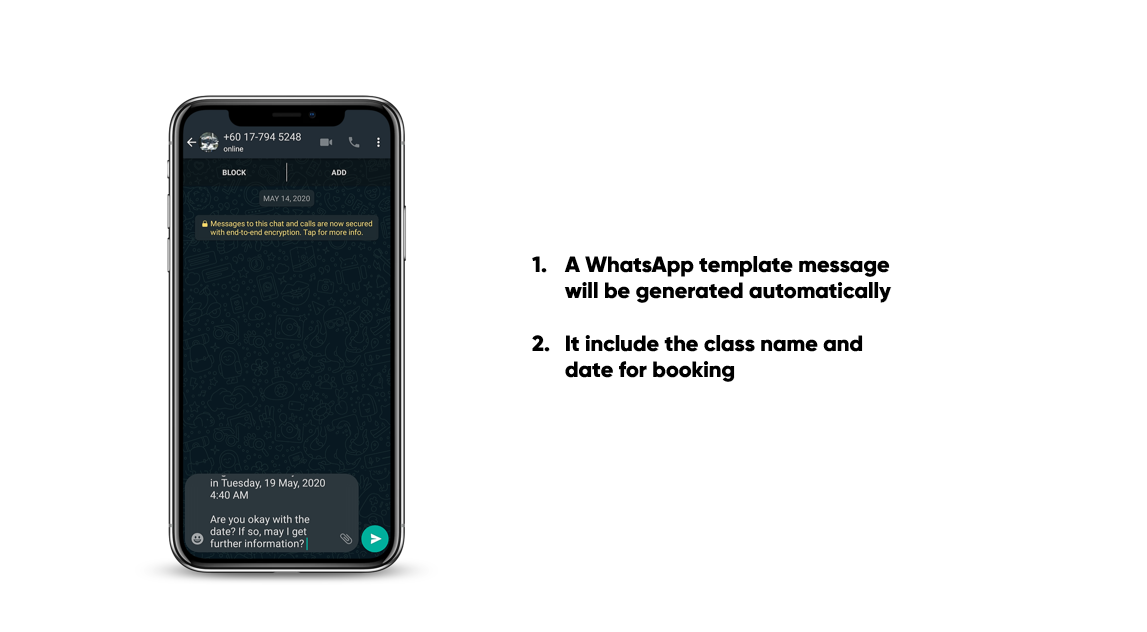 +60 17-794 5248
online
BLOCK
ADD
MAY 14, 2020
Messages to this chat and calls are now secured
with end-to-end encryption. Tap for more info.
in Tuesday, 19 May, 2020
4:40 AM
Are you okay with the
date? If so, may I get
further information?
1. A WhatsApp template message
will be generated automatically
2. It include the class name and
date for booking